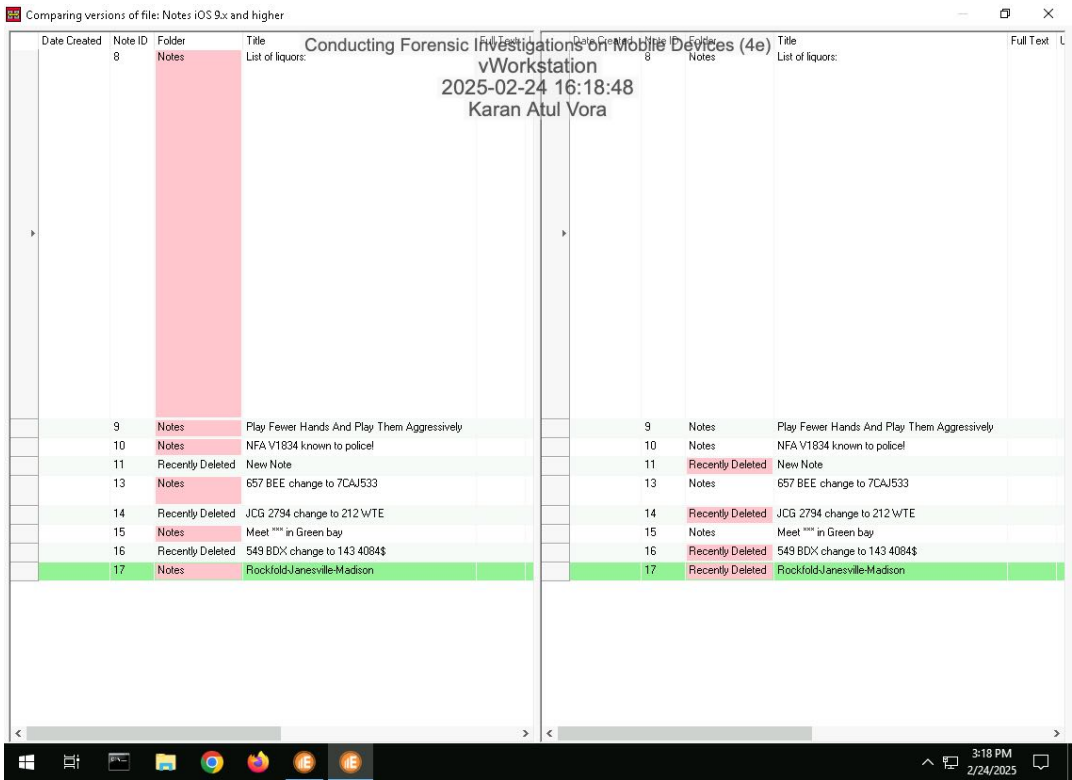 Comparing versions of file: Notes iOS 9.x and higher
Conducting Forensic Investigations on Mobile Devices (4e)
vWorkstation
2025-02-24 16:18:48
Karan Atul Vora
Date Created Note ID Folder Title Full Text
8 Notes List of liquors:
9 Notes Play Fewer Hands And Play Them Aggressively
10 Notes NFA V1834 known to police!
11 Recently Deleted New Note
13 Notes 657 BEE change to 7CAJ533
14 Recently Deleted JCG 2794 change to 212 WTE
15 Notes Meet *** in Green bay
16 Recently Deleted 549 BDX change to 143 4084$
17 Notes Rockfold-Janesville-Madison
Date Created Note ID Folder Title Full Text
8 Notes List of liquors:
9 Notes Play Fewer Hands And Play Them Aggressively
10 Notes NFA V1834 known to police!
11 Recently Deleted New Note
13 Notes 657 BEE change to 7CAJ533
14 Recently Deleted JCG 2794 change to 212 WTE
15 Notes Meet *** in Green bay
16 Recently Deleted 549 BDX change to 143 4084$
17 Recently Deleted Rockfold-Janesville-Madison
3:18 PM
2/24/2025